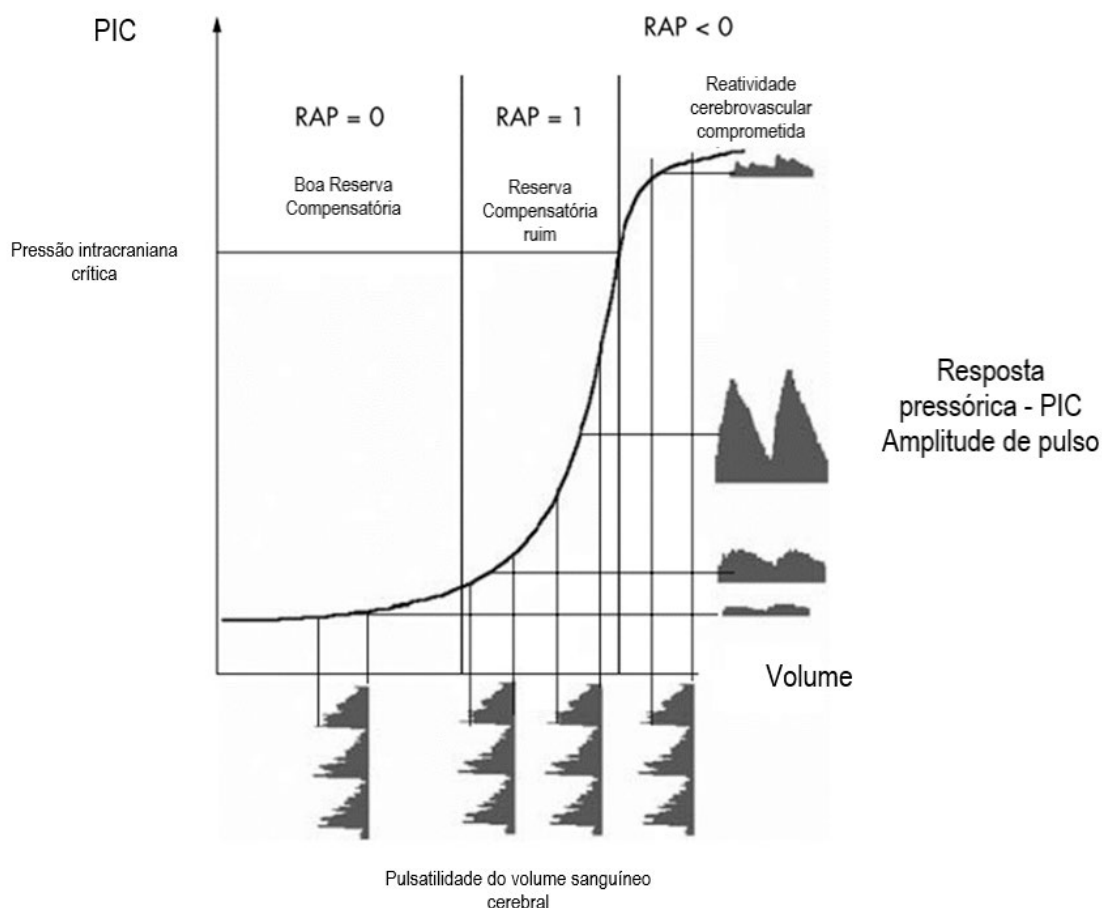 PIC
RAP < 0
Reatividade
cerebrovascular
comprometida
RAP = 0
RAP = 1
Boa Reserva
Compensatória
Reserva
Compensatória
ruim
Pressão intracraniana
crítica
Resposta
pressórica - PIC
Amplitude de pulso
Volume
Pulsatilidade do volume sanguíneo
cerebral